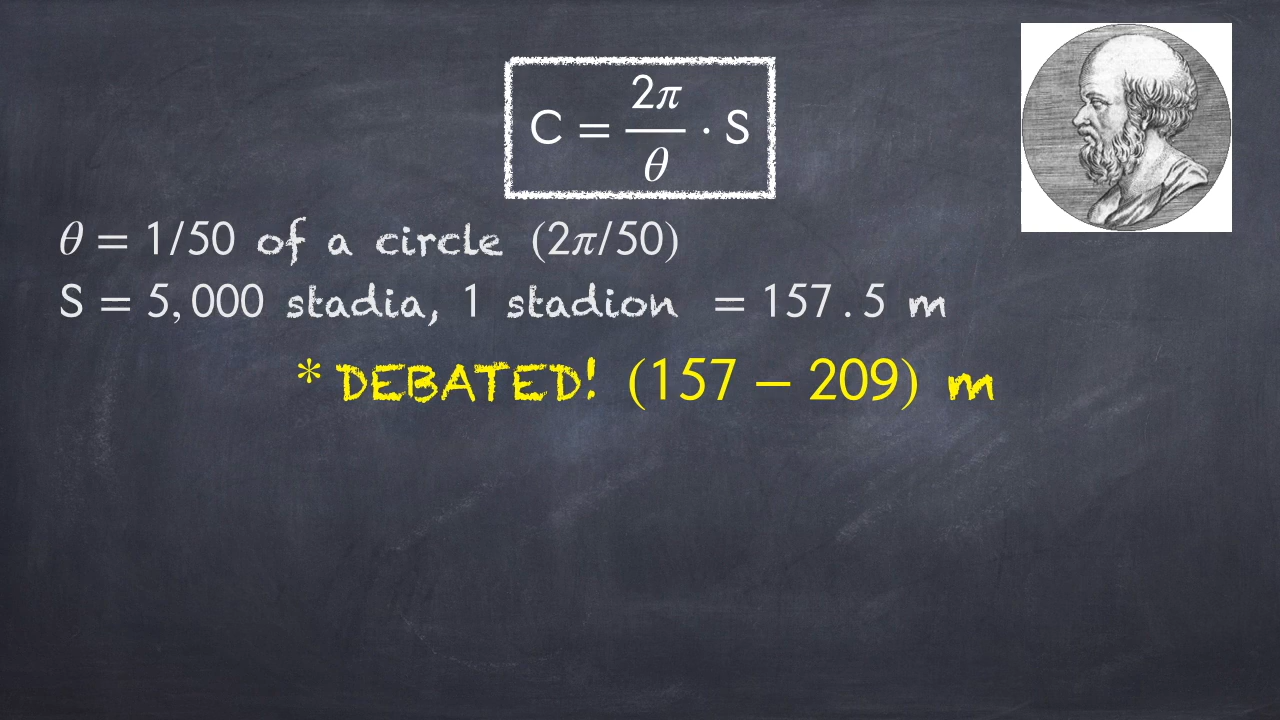 C = 2π/θ · S
θ = 1/50 of a circle (2π/50)
S = 5,000 stadia, 1 stadion = 157.5 m
* DEBATED! (157 – 209) m